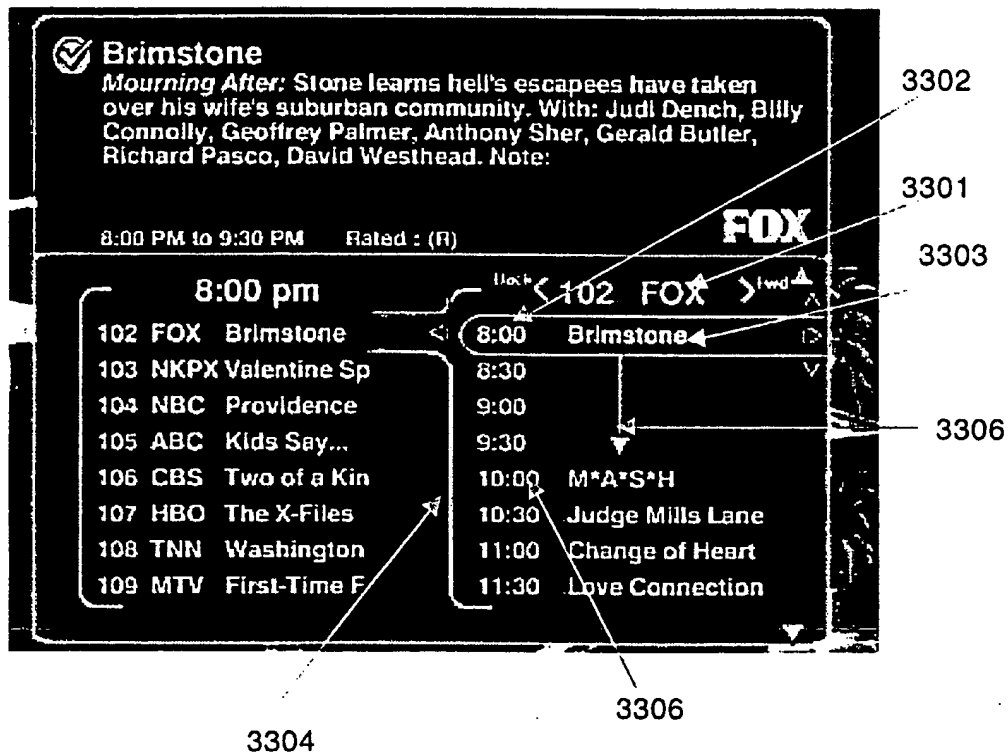 Brimstone
Mourning After: Stone learns hell's escapees have taken
over his wife's suburban community. With: Judi Dench, Billy
Connolly, Geoffrey Palmer, Anthony Sher, Gerald Butler,
Richard Pasco, David Westhead. Note:
8:00 PM to 9:30 PM Rated : (R)
FOX
3302
3301
3303
8:00 pm
Back 102 FOX Fwd
102 FOX Brimstone
8:00 Brimstone
103 NKPX Valentine Sp
8:30
104 NBC Providence
9:00
105 ABC Kids Say...
9:30
3306
106 CBS Two of a Kin
10:00 M*A*S*H
107 HBO The X-Files
10:30 Judge Mills Lane
108 TNN Washington
11:00 Change of Heart
109 MTV First-Time F
11:30 Love Connection
3306
3304